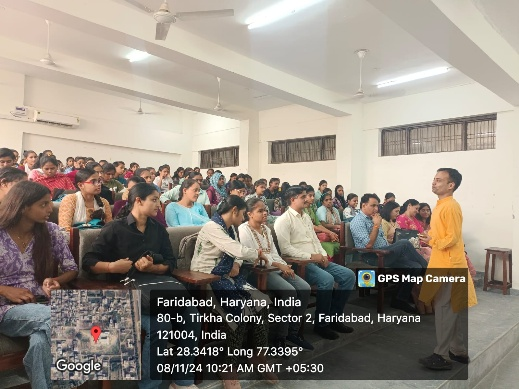 GPS Map Camera
Faridabad, Haryana, India
80-b, Tirkha Colony, Sector 2, Faridabad, Haryana
121004, India
Lat 28.3418° Long 77.3395°
08/11/24 10:21 AM GMT +05:30
Google